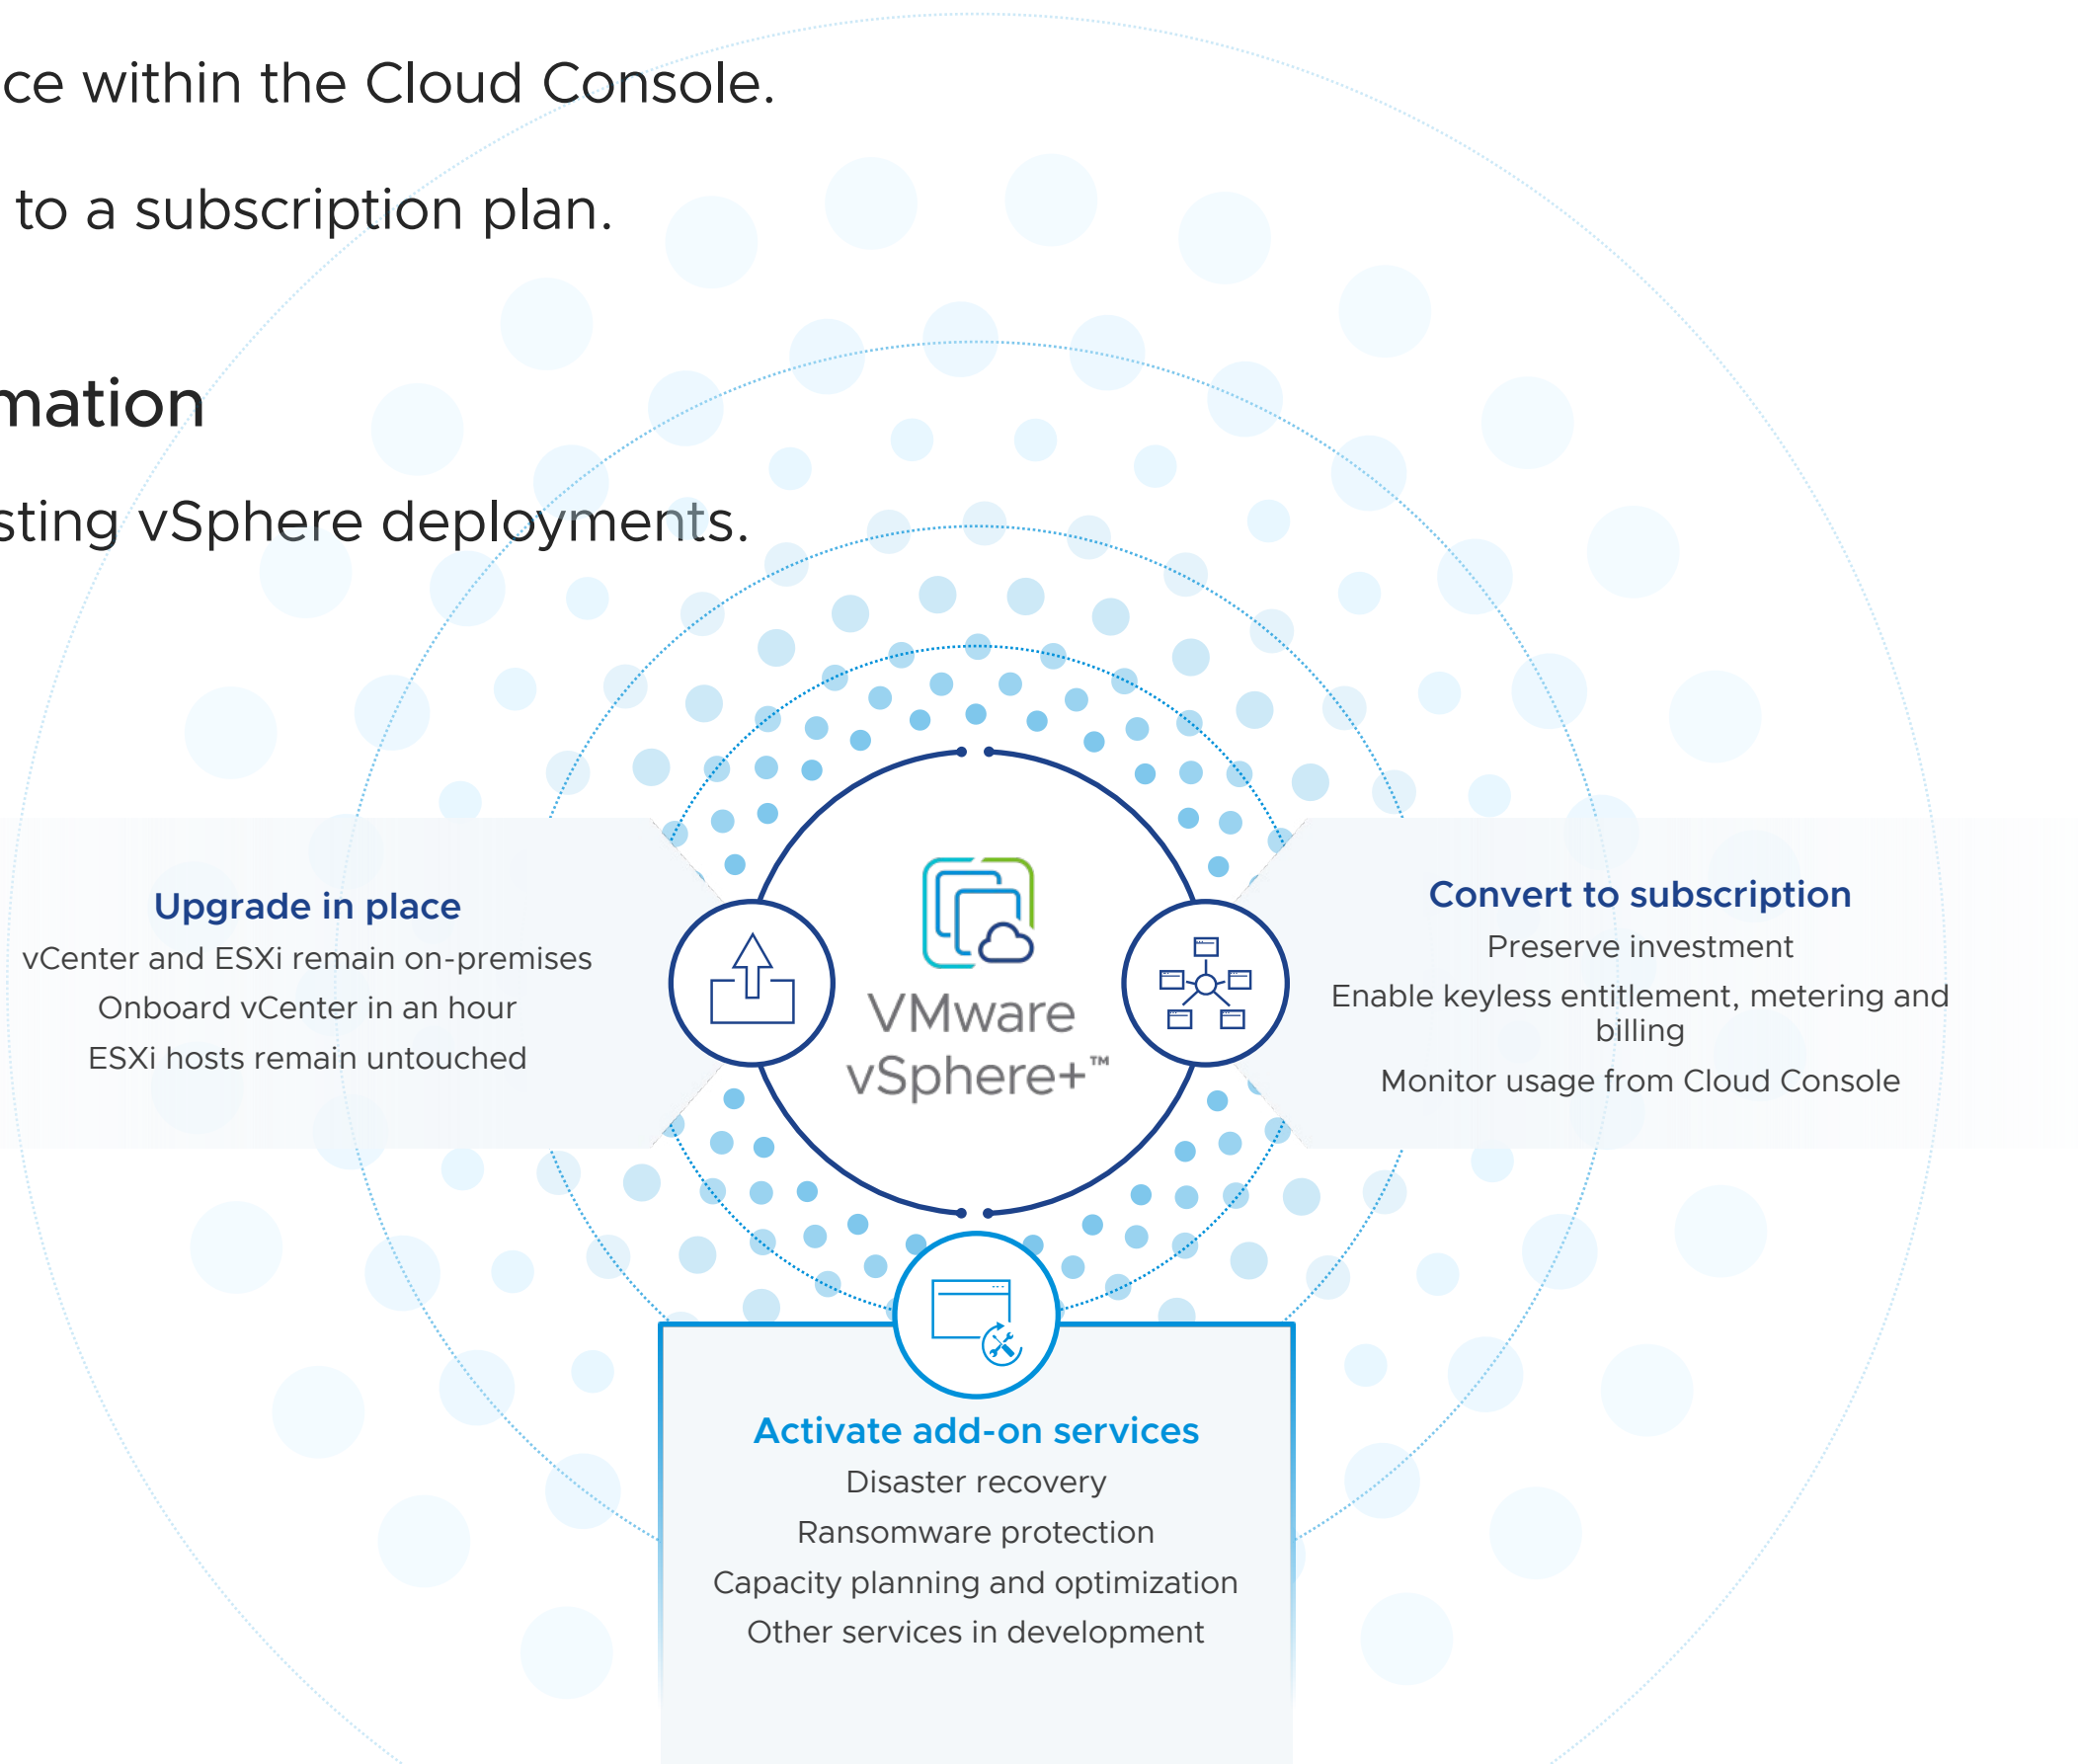 ce within the Cloud Console.
to a subscription plan.
mation
sting vSphere deployments.
Upgrade in place
vCenter and ESXi remain on-premises
Onboard vCenter in an hour
ESXi hosts remain untouched
VMware
vSphere+™
Convert to subscription
Preserve investment
Enable keyless entitlement, metering and
billing
Monitor usage from Cloud Console
Activate add-on services
Disaster recovery
Ransomware protection
Capacity planning and optimization
Other services in development